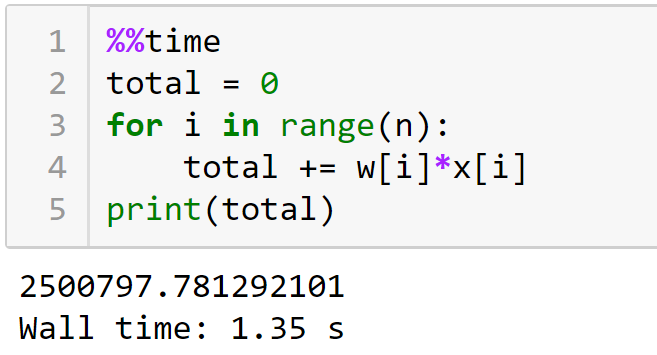 1 %%time
2 total = 0
3 for i in range(n):
4     total += w[i]*x[i]
5 print(total)
2500797.781292101
Wall time: 1.35 s